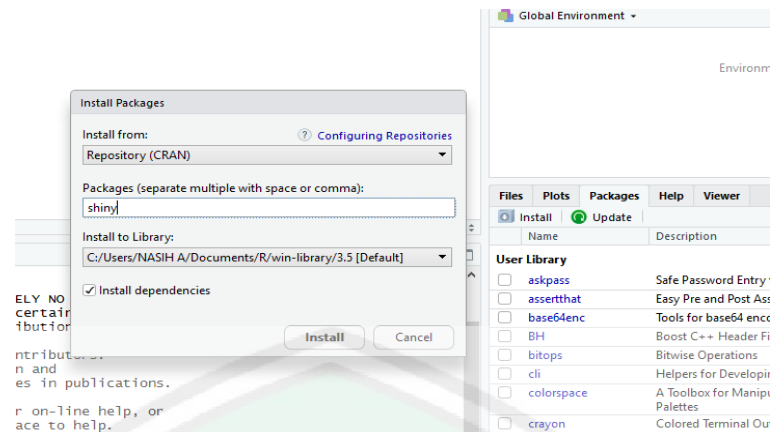 Global Environment
Environm
Install Packages
Install from:
? Configuring Repositories
Repository (CRAN)
Packages (separate multiple with space or comma):
shiny
Install to Library:
C:/Users/NASIH A/Documents/R/win-library/3.5 [Default]
Install dependencies
Install Cancel
ELY NO
certain
ibution
ntributors.
n and
es in publications.
r on-line help, or
ace to help.
Files Plots Packages Help Viewer
Install Update
Name Description
User Library
askpass Safe Password Entry
assertthat Easy Pre and Post Ass
base64enc Tools for base64 enco
BH Boost C++ Header Fi
bitops Bitwise Operations
cli Helpers for Developin
colorspace A Toolbox for Manipu
Palettes
crayon Colored Terminal Ou